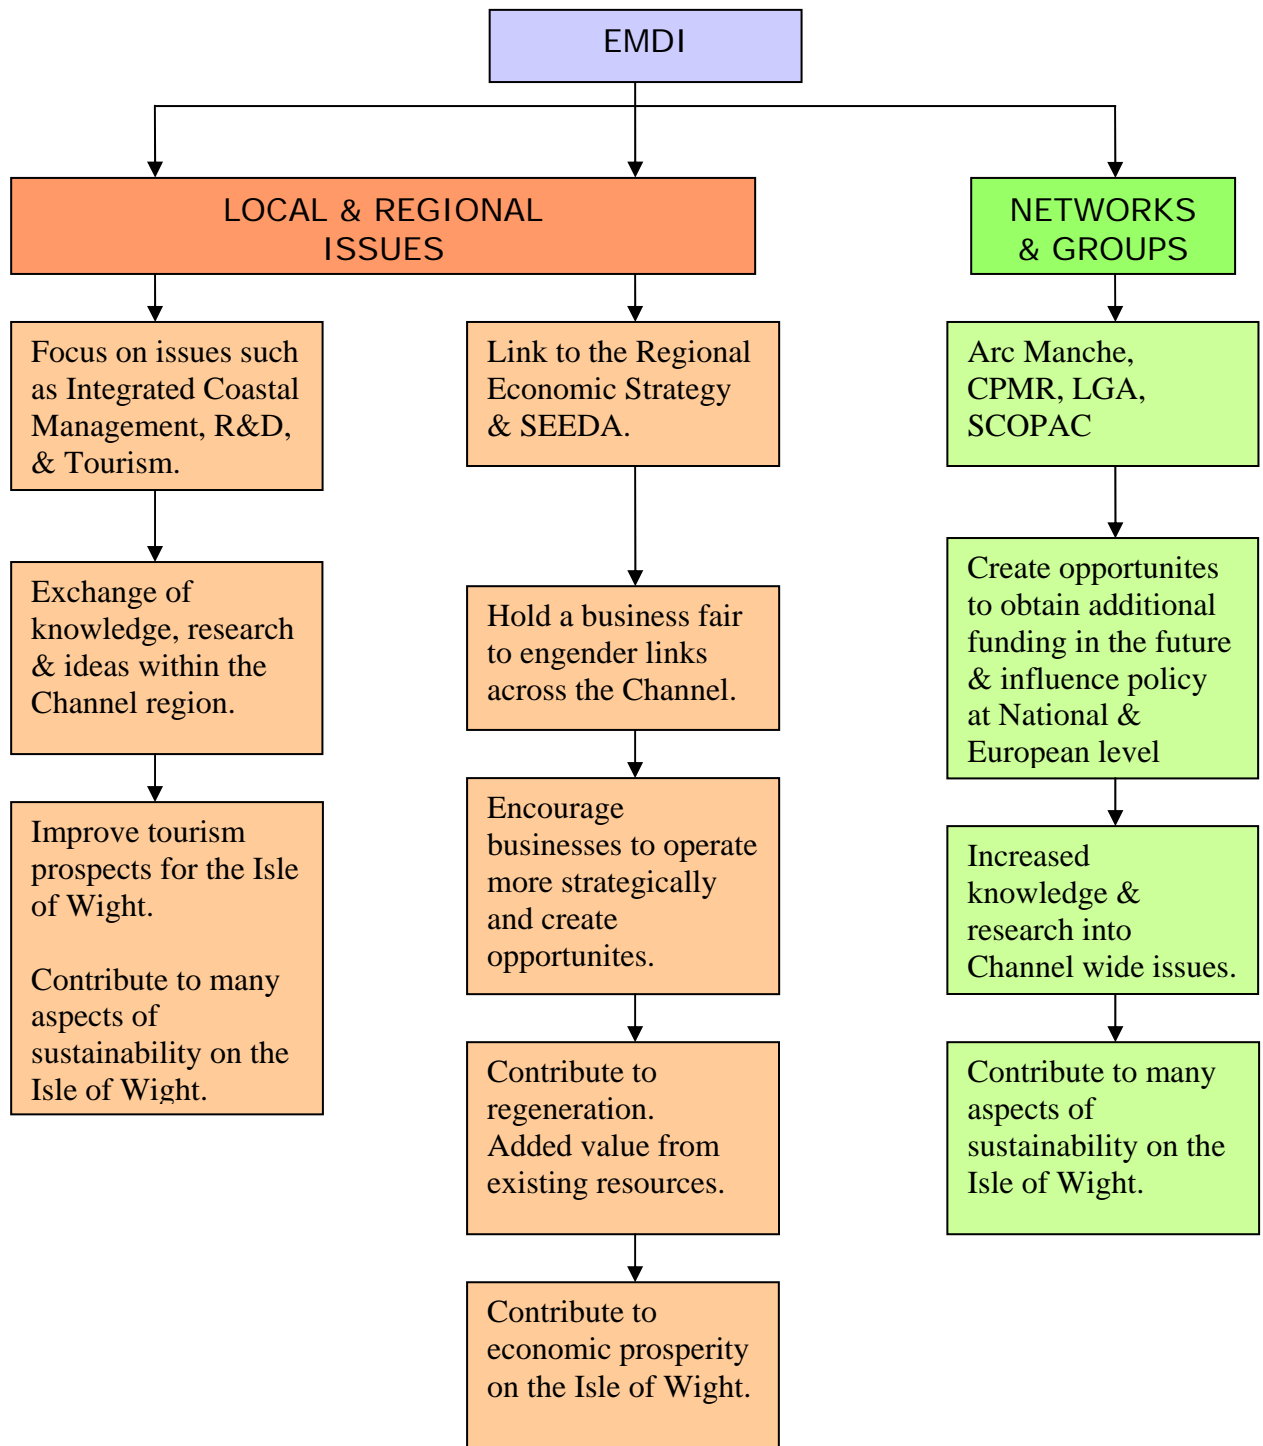 EMDI
LOCAL & REGIONAL
ISSUES
NETWORKS
& GROUPS
Focus on issues such
as Integrated Coastal
Management, R&D,
& Tourism.
Exchange of
knowledge, research
& ideas within the
Channel region.
Improve tourism
prospects for the Isle
of Wight.
Contribute to many
aspects of
sustainability on the
Isle of Wight.
Link to the Regional
Economic Strategy
& SEEDA.
Hold a business fair
to engender links
across the Channel.
Encourage
businesses to operate
more strategically
and create
opportunites.
Contribute to
regeneration.
Added value from
existing resources.
Contribute to
economic prosperity
on the Isle of Wight.
Arc Manche,
CPMR, LGA,
SCOPAC
Create opportunites
to obtain additional
funding in the future
& influence policy
at National &
European level
Increased
knowledge &
research into
Channel wide issues.
Contribute to many
aspects of
sustainability on the
Isle of Wight.